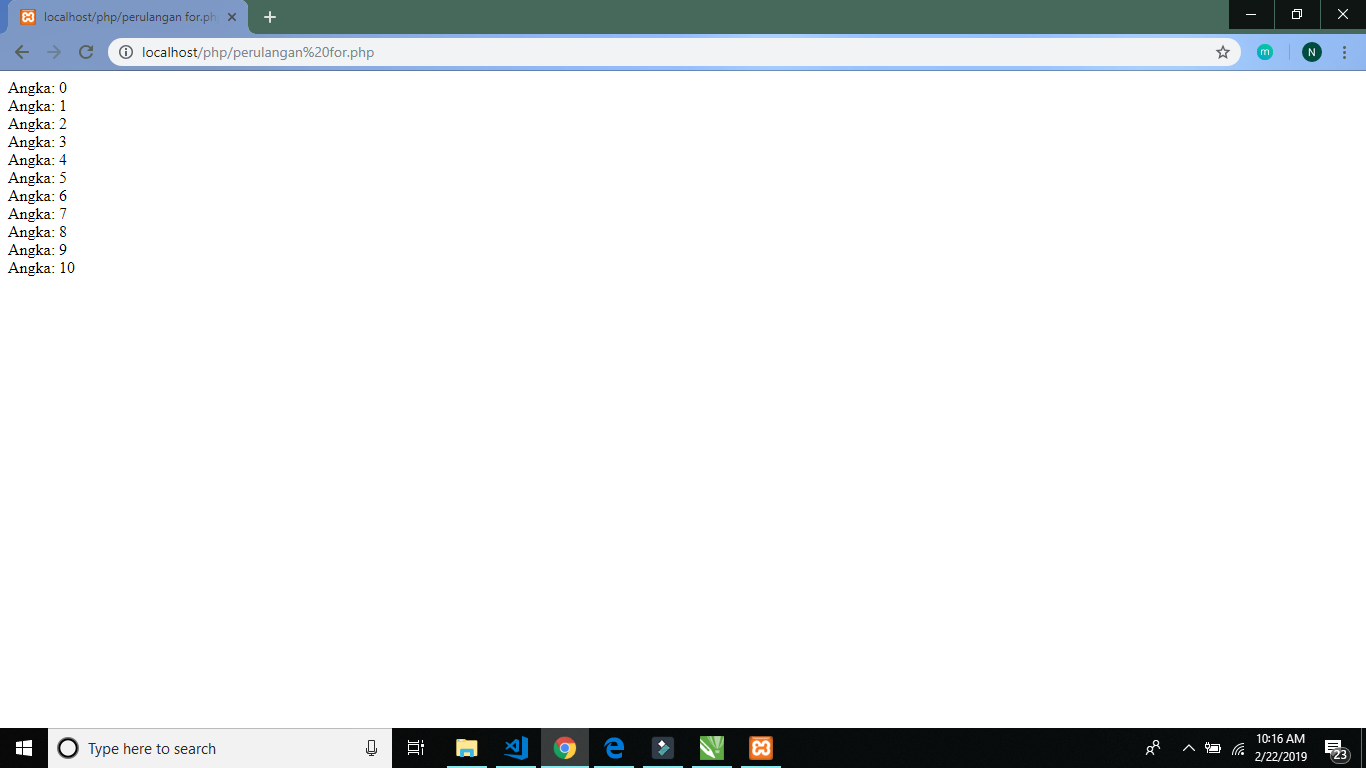 localhost/php/perulangan for.ph
localhost/php/perulangan%20for.php
m
N
Angka: 0
Angka: 1
Angka: 2
Angka: 3
Angka: 4
Angka: 5
Angka: 6
Angka: 7
Angka: 8
Angka: 9
Angka: 10
Type here to search
10:16 AM
2/22/2019
23